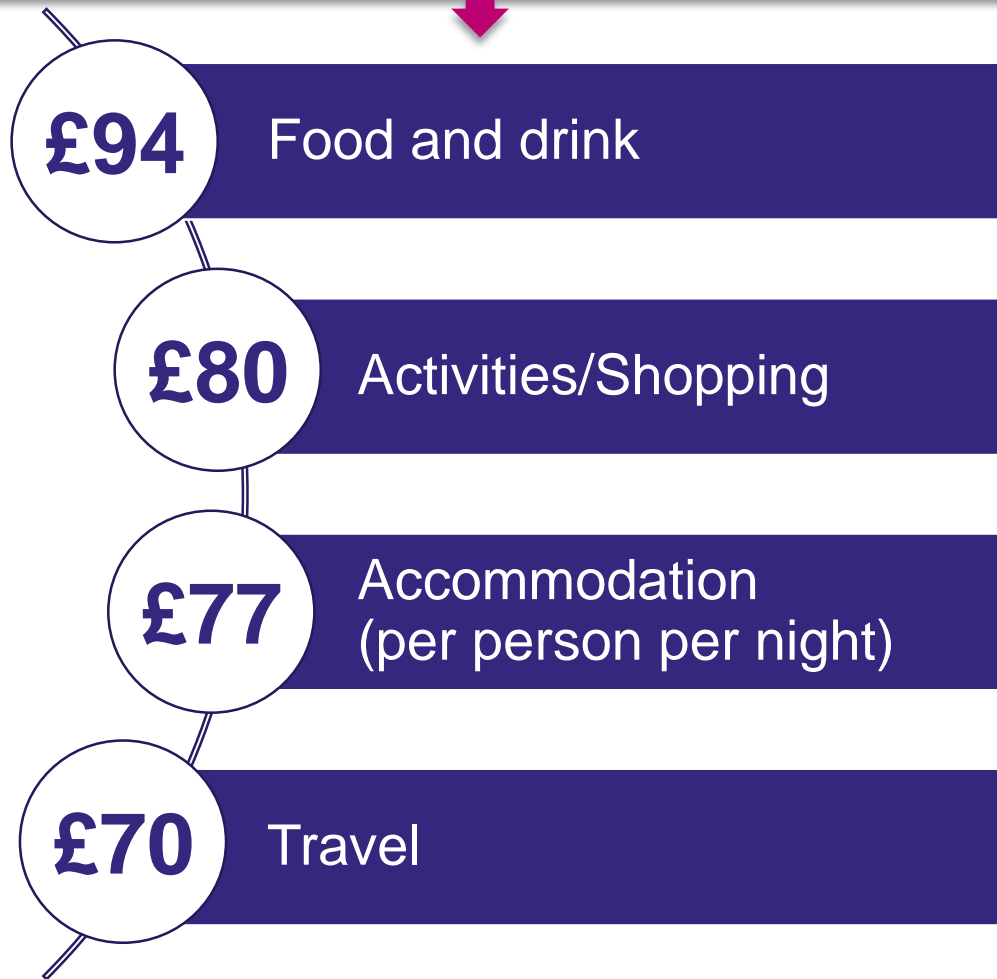 £94
Food and drink
£80
Activities/Shopping
£77
Accommodation
(per person per night)
£70
Travel